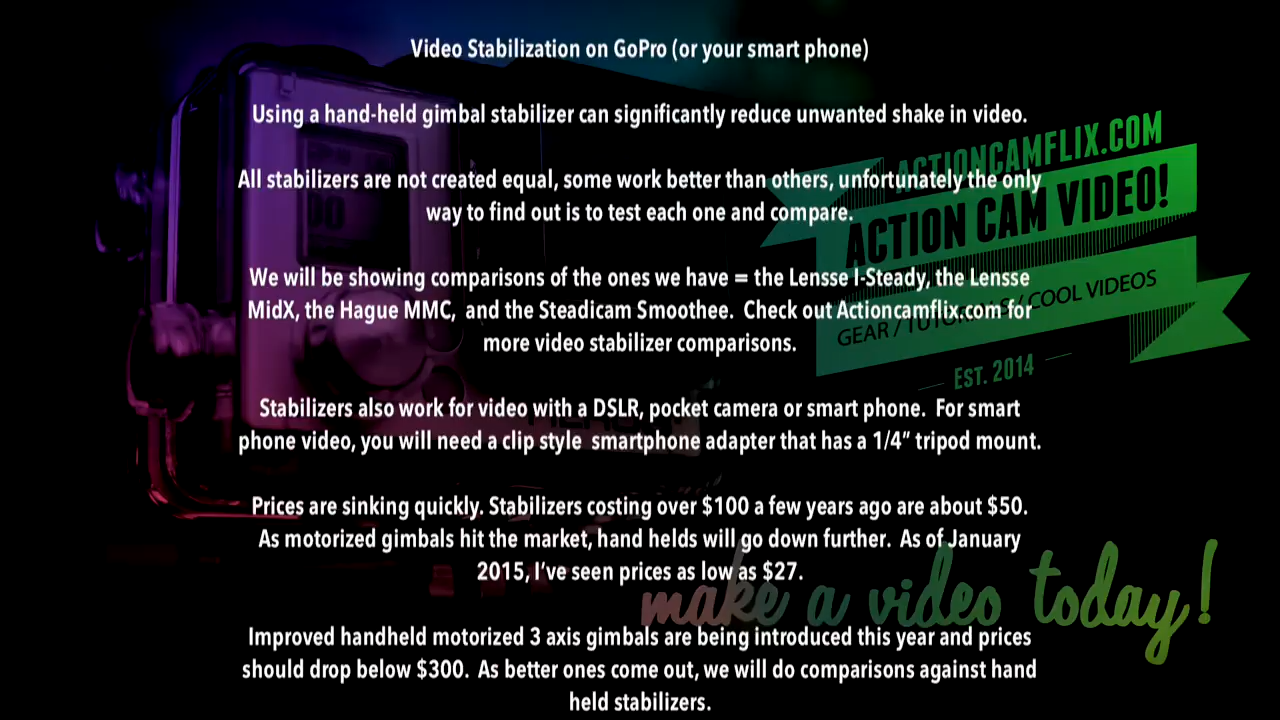 Video Stabilization on GoPro (or your smart phone)
Using a hand-held gimbal stabilizer can significantly reduce unwanted shake in video.
All stabilizers are not created equal, some work better than others, unfortunately the only
way to find out is to test each one and compare.
We will be showing comparisons of the ones we have = the Lensse I-Steady, the Lensse
MidX, the Hague MMC,  and the Steadicam Smoothee.  Check out Actioncamflix.com for
more video stabilizer comparisons.
Stabilizers also work for video with a DSLR, pocket camera or smart phone.  For smart
phone video, you will need a clip style  smartphone adapter that has a 1/4” tripod mount.
Prices are sinking quickly. Stabilizers costing over $100 a few years ago are about $50.
As motorized gimbals hit the market, hand helds will go down further.  As of January
2015, I’ve seen prices as low as $27.
Improved handheld motorized 3 axis gimbals are being introduced this year and prices
should drop below $300.  As better ones come out, we will do comparisons against hand
held stabilizers.
ACTIONCAMFLIX.COM
ACTION CAM VIDEO!
GEAR / TUTORIALS / COOL VIDEOS
EST. 2014
make a video today!